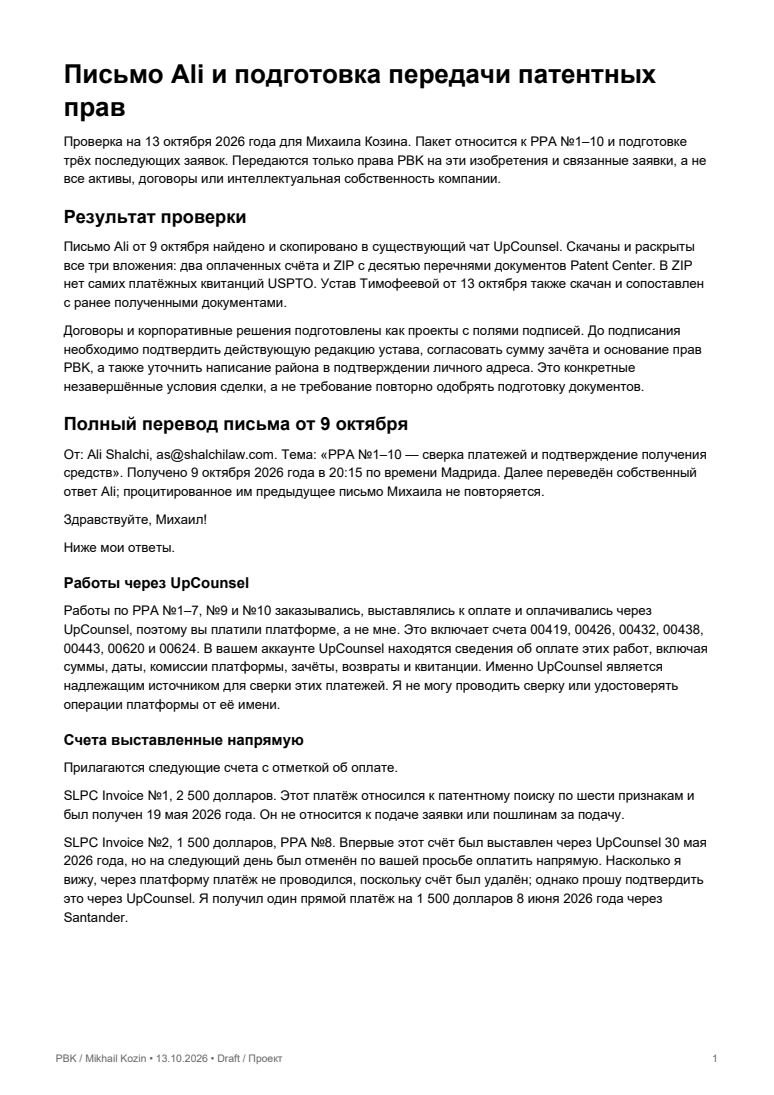 Письмо Ali и подготовка передачи патентных
прав
Проверка на 13 октября 2026 года для Михаила Козина. Пакет относится к PPA №1–10 и подготовке
трёх последующих заявок. Передаются только права PBK на эти изобретения и связанные заявки, а не
все активы, договоры или интеллектуальная собственность компании.
Результат проверки
Письмо Ali от 9 октября найдено и скопировано в существующий чат UpCounsel. Скачаны и раскрыты
все три вложения: два оплаченных счёта и ZIP с десятью перечнями документов Patent Center. В ZIP
нет самих платёжных квитанций USPTO. Устав Тимофеевой от 13 октября также скачан и сопоставлен
с ранее полученными документами.
Договоры и корпоративные решения подготовлены как проекты с полями подписей. До подписания
необходимо подтвердить действующую редакцию устава, согласовать сумму зачёта и основание прав
PBK, а также уточнить написание района в подтверждении личного адреса. Это конкретные
незавершённые условия сделки, а не требование повторно одобрять подготовку документов.
Полный перевод письма от 9 октября
От: Ali Shalchi, as@shalchilaw.com. Тема: «PPA №1–10 — сверка платежей и подтверждение получения
средств». Получено 9 октября 2026 года в 20:15 по времени Мадрида. Далее переведён собственный
ответ Ali; процитированное им предыдущее письмо Михаила не повторяется.
Здравствуйте, Михаил!
Ниже мои ответы.
Работы через UpCounsel
Работы по PPA №1–7, №9 и №10 заказывались, выставлялись к оплате и оплачивались через
UpCounsel, поэтому вы платили платформе, а не мне. Это включает счета 00419, 00426, 00432, 00438,
00443, 00620 и 00624. В вашем аккаунте UpCounsel находятся сведения об оплате этих работ, включая
суммы, даты, комиссии платформы, зачёты, возвраты и квитанции. Именно UpCounsel является
надлежащим источником для сверки этих платежей. Я не могу проводить сверку или удостоверять
операции платформы от её имени.
Счета выставленные напрямую
Прилагаются следующие счета с отметкой об оплате.
SLPC Invoice №1, 2 500 долларов. Этот платёж относился к патентному поиску по шести признакам и
был получен 19 мая 2026 года. Он не относится к подаче заявки или пошлинам за подачу.
SLPC Invoice №2, 1 500 долларов, PPA №8. Впервые этот счёт был выставлен через UpCounsel 30 мая
2026 года, но на следующий день был отменён по вашей просьбе оплатить напрямую. Насколько я
вижу, через платформу платёж не проводился, поскольку счёт был удалён; однако прошу подтвердить
это через UpCounsel. Я получил один прямой платёж на 1 500 долларов 8 июня 2026 года через
Santander.
PBK / Mikhail Kozin • 13.10.2026 • Draft / Проект
1